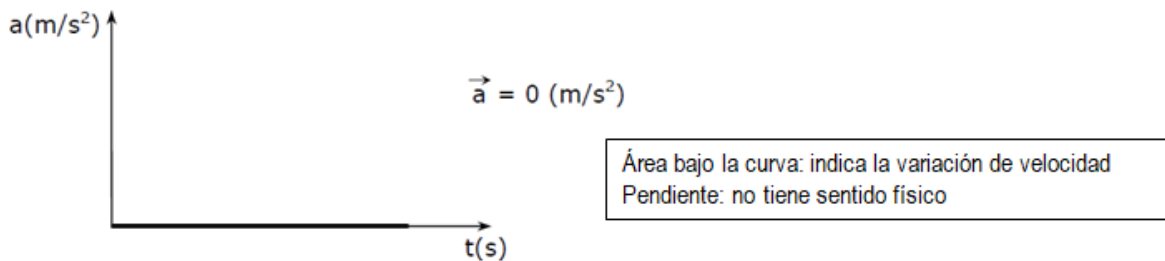 a(m/s²)
a⃗ = 0 (m/s²)
Área bajo la curva: indica la variación de velocidad
Pendiente: no tiene sentido físico
t(s)